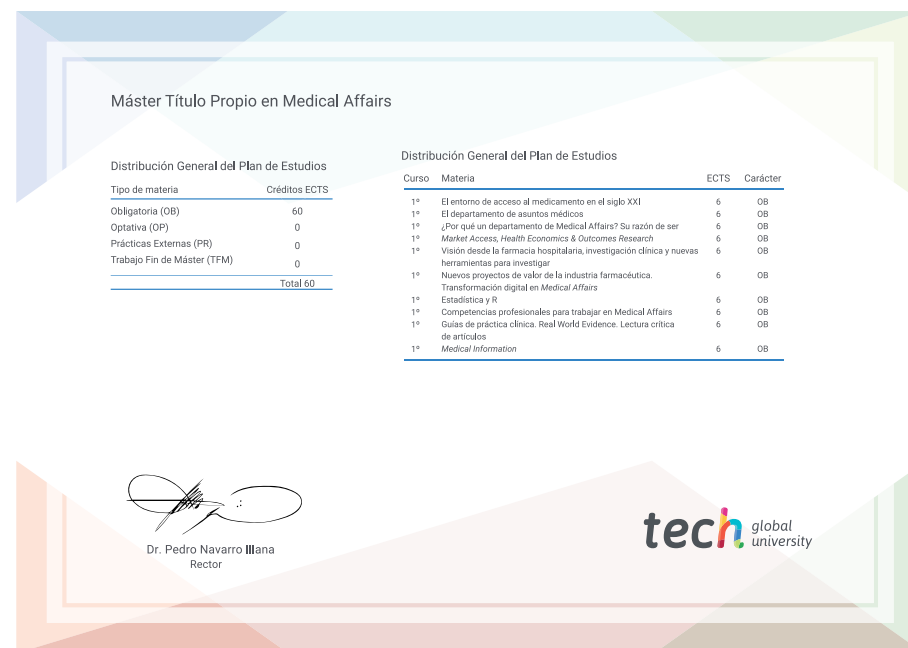 Máster Título Propio en Medical Affairs
Distribución General del Plan de Estudios
Tipo de materia Créditos ECTS
Obligatoria (OB) 60
Optativa (OP) 0
Prácticas Externas (PR) 0
Trabajo Fin de Máster (TFM) 0
Total 60
Distribución General del Plan de Estudios
Curso Materia ECTS Carácter
1º El entorno de acceso al medicamento en el siglo XXI 6 OB
1º El departamento de asuntos médicos 6 OB
1º ¿Por qué un departamento de Medical Affairs? Su razón de ser 6 OB
1º Market Access, Health Economics & Outcomes Research 6 OB
1º Visión desde la farmacia hospitalaria, investigación clínica y nuevas 6 OB
herramientas para investigar
1º Nuevos proyectos de valor de la industria farmacéutica. 6 OB
Transformación digital en Medical Affairs
1º Estadística y R 6 OB
1º Competencias profesionales para trabajar en Medical Affairs 6 OB
1º Guías de práctica clínica. Real World Evidence. Lectura crítica 6 OB
de artículos
1º Medical Information 6 OB
Dr. Pedro Navarro Illana
Rector
tech global
university